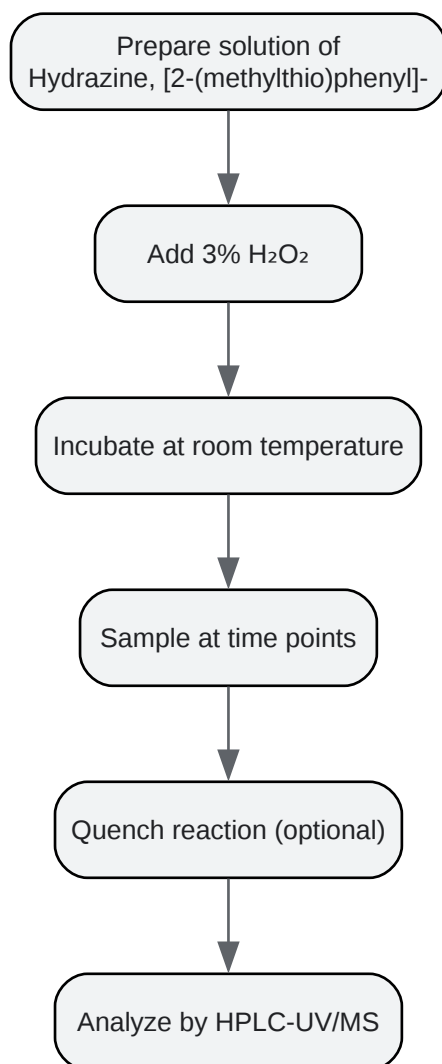 Prepare solution of
Hydrazine, [2-(methylthio)phenyl]-
Add 3% H₂O₂
Incubate at room temperature
Sample at time points
Quench reaction (optional)
Analyze by HPLC-UV/MS